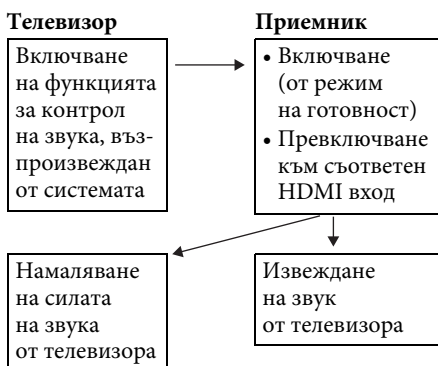 Телевизор
Включване
на функцията
за контрол
на звука, въз-
произвеждан
от системата
Приемник
• Включване
(от режим
на готовност)
• Превключване
към съответен
HDMI вход
Намаляване
на силата
на звука
от телевизора
Извеждане
на звук
от телевизора